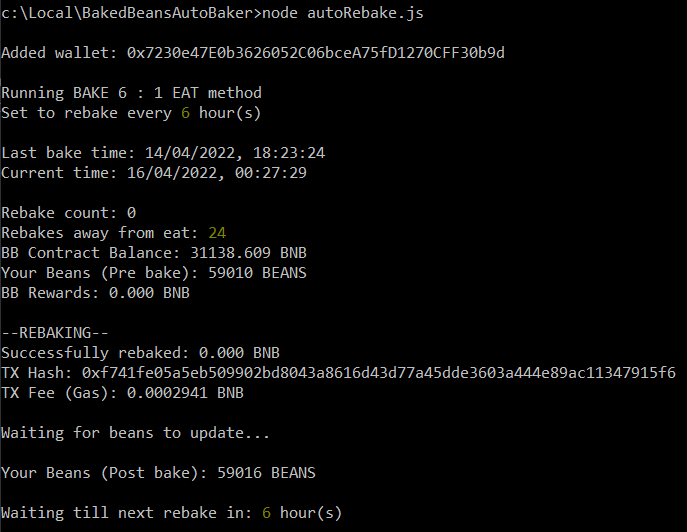 c:\Local\BakedBeansAutoBaker>node autoRebake.js
Added wallet: 0x7230e47E0b3626052C06bceA75fD1270CFF30b9d
Running BAKE 6 : 1 EAT method
Set to rebake every 6 hour(s)
Last bake time: 14/04/2022, 18:23:24
Current time: 16/04/2022, 00:27:29
Rebake count: 0
Rebakes away from eat: 24
BB Contract Balance: 31138.609 BNB
Your Beans (Pre bake): 59010 BEANS
BB Rewards: 0.000 BNB
--REBAKING--
Successfully rebaked: 0.000 BNB
TX Hash: 0xf741fe05a5eb509902bd8043a8616d43d77a45dde3603a444e89ac11347915f6
TX Fee (Gas): 0.0002941 BNB
Waiting for beans to update...
Your Beans (Post bake): 59016 BEANS
Waiting till next rebake in: 6 hour(s)